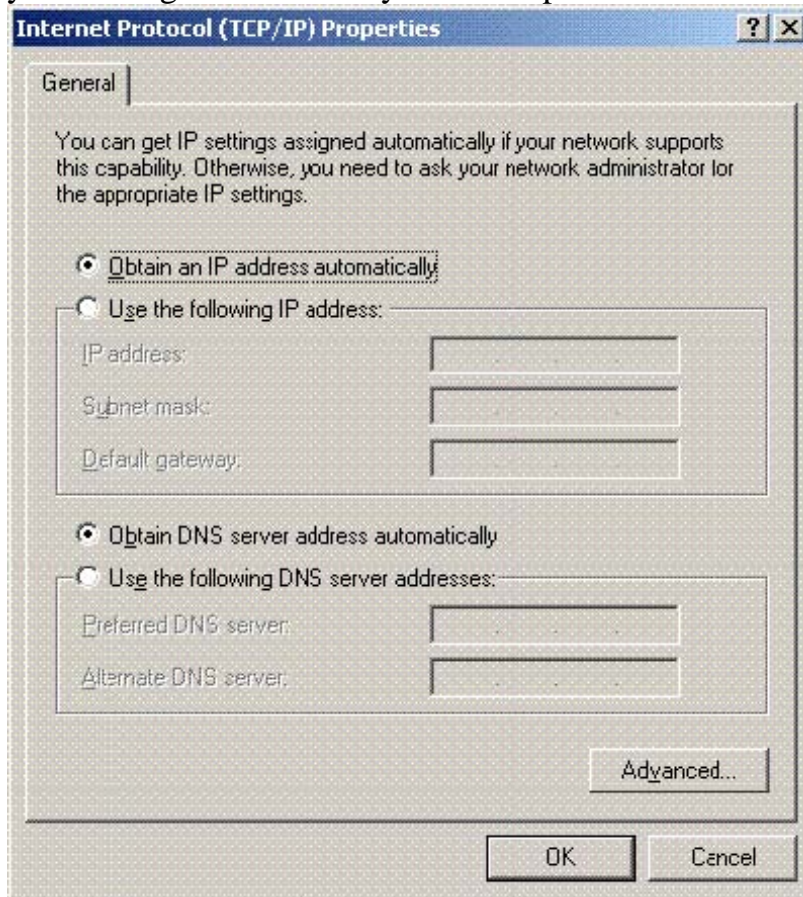 Internet Protocol (TCP/IP) Properties
General
You can get IP settings assigned automatically if your network supports
this capability. Otherwise, you need to ask your network administrator for
the appropriate IP settings.
Obtain an IP address automatically
Use the following IP address:
IP address:
Subnet mask:
Default gateway:
Obtain DNS server address automatically
Use the following DNS server addresses:
Preferred DNS server:
Alternate DNS server:
Advanced...
OK Cancel